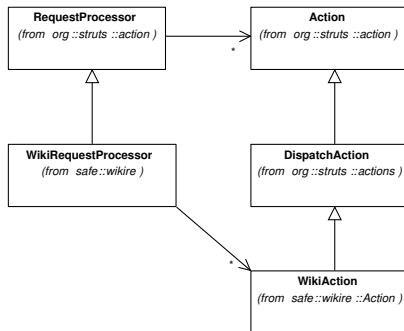 RequestProcessor
(from org::struts::action)
Action
(from org::struts::action)
*
WikiRequestProcessor
(from safe::wikire)
DispatchAction
(from org::struts::actions)
*
WikiAction
(from safe::wikire::Action)